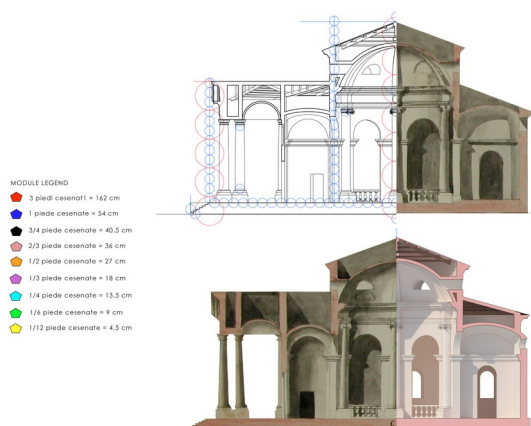 MODULE LEGEND
3 piedi cesenat1 = 162 cm
1 piede cesenate = 54 cm
3/4 piede cesenate = 40.5 cm
2/3 piede cesenate = 36 cm
1/2 piede cesenate = 27 cm
1/3 piede cesenate = 18 cm
1/4 piede cesenate = 13.5 cm
1/6 piede cesenate = 9 cm
1/12 piede cesenate = 4.5 cm